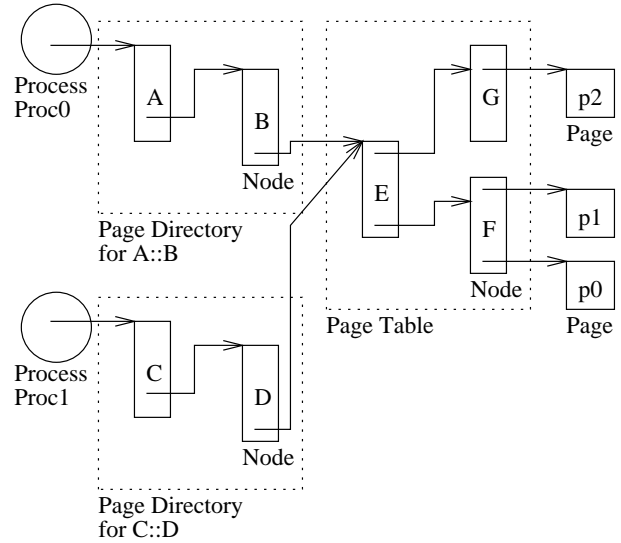 Process
Proc0
A
B
Node
Page Directory
for A::B
E
G
F
Node
Page Table
p2
Page
p1
p0
Page
Process
Proc1
C
D
Node
Page Directory
for C::D